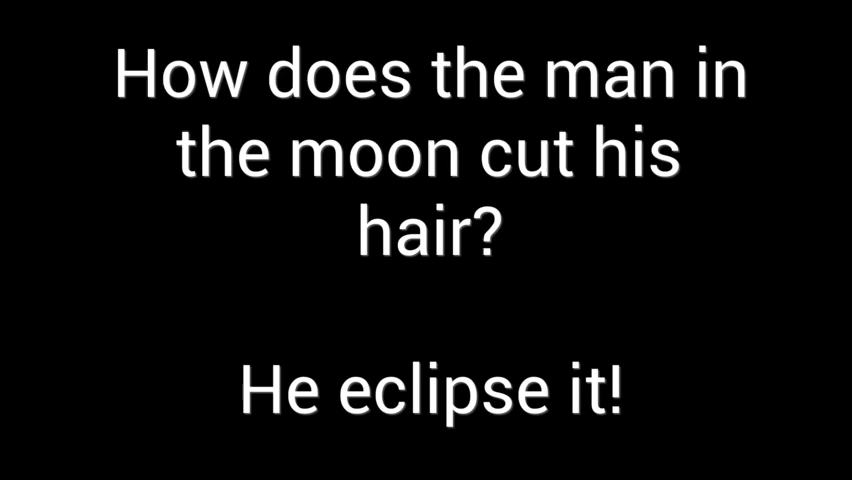 How does the man in
the moon cut his
hair?
He eclipse it!